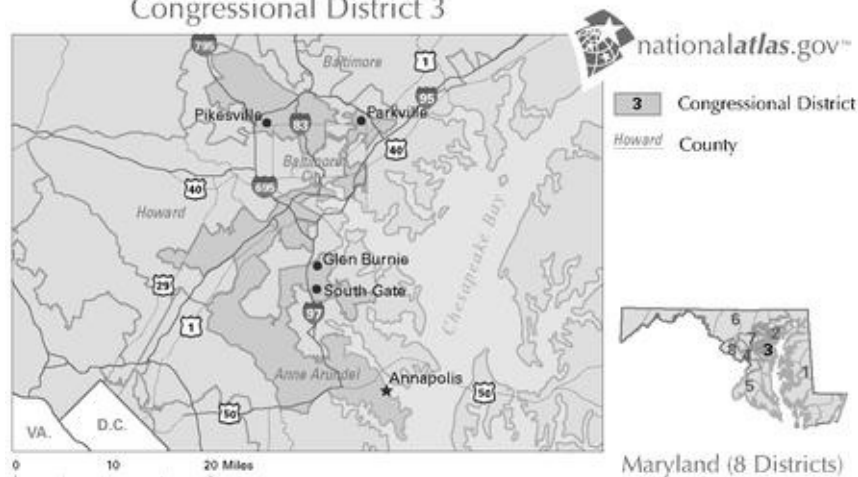 Congressional District 3
nationalatlas.gov™
3 Congressional District
Howard County
795
Baltimore
1
95
Pikesville
83
Parkville
40
Baltimore
City
40
695
Howard
Chesapeake Bay
Glen Burnie
29
South Gate
97
1
Anne Arundel
Annapolis
50
50
VA.
D.C.
0 10 20 Miles
6
2
8
4
3
5
1
Maryland (8 Districts)